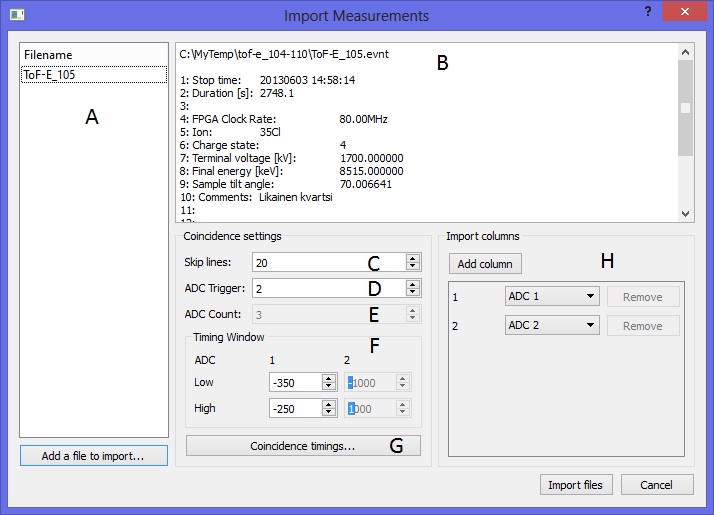 Import Measurements
?
Filename
ToF-E_105
A
C:\MyTemp\tof-e_104-110\ToF-E_105.evnt
B
1: Stop time: 20130603 14:58:14
2: Duration [s]: 2748.1
3:
4: FPGA Clock Rate: 80.00MHz
5: Ion: 35Cl
6: Charge state: 4
7: Terminal voltage [kV]: 1700.000000
8: Final energy [keV]: 8515.000000
9: Sample tilt angle: 70.006641
10: Comments: Likainen kvartsi
11:
Add a file to import...
Coincidence settings
Skip lines: 20 C
ADC Trigger: 2 D
ADC Count: 3 E
Timing Window F
ADC 1 2
Low -350 -1000
High -250 1000
Coincidence timings... G
Import columns
Add column H
1 ADC 1 Remove
2 ADC 2 Remove
Import files Cancel